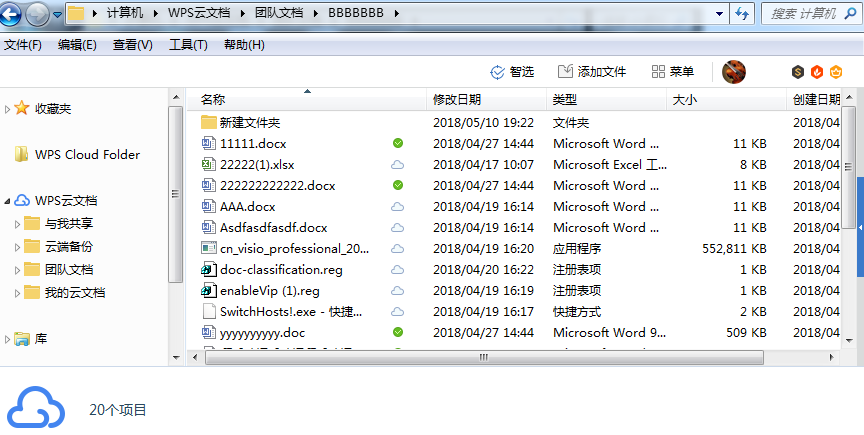 计算机 WPS云文档 团队文档 BBBBBBB 搜索 计算机
文件(F) 编辑(E) 查看(V) 工具(T) 帮助(H)
智选 添加文件 菜单
名称 修改日期 类型 大小 创建日期
收藏夹
WPS Cloud Folder
WPS云文档
与我共享
云端备份
团队文档
我的云文档
库
新建文件夹 2018/05/10 19:22 文件夹 2018/04
11111.docx 2018/04/27 14:44 Microsoft Word ... 11 KB 2018/04
22222(1).xlsx 2018/04/27 10:07 Microsoft Excel 工... 8 KB 2018/04
222222222222.docx 2018/04/27 14:44 Microsoft Word ... 11 KB 2018/04
AAA.docx 2018/04/19 16:14 Microsoft Word ... 11 KB 2018/04
Asdfasdfasdf.docx 2018/04/19 16:14 Microsoft Word ... 11 KB 2018/04
cn_visio_professional_20... 2018/04/19 16:20 应用程序 552,811 KB 2018/04
doc-classification.reg 2018/04/20 16:22 注册表项 1 KB 2018/04
enableVip (1).reg 2018/04/19 16:19 注册表项 1 KB 2018/04
SwitchHosts!.exe - 快捷... 2018/04/19 16:17 快捷方式 2 KB 2018/04
yyyyyyyyyy.doc 2018/04/27 14:44 Microsoft Word 9... 509 KB 2018/04
20个项目